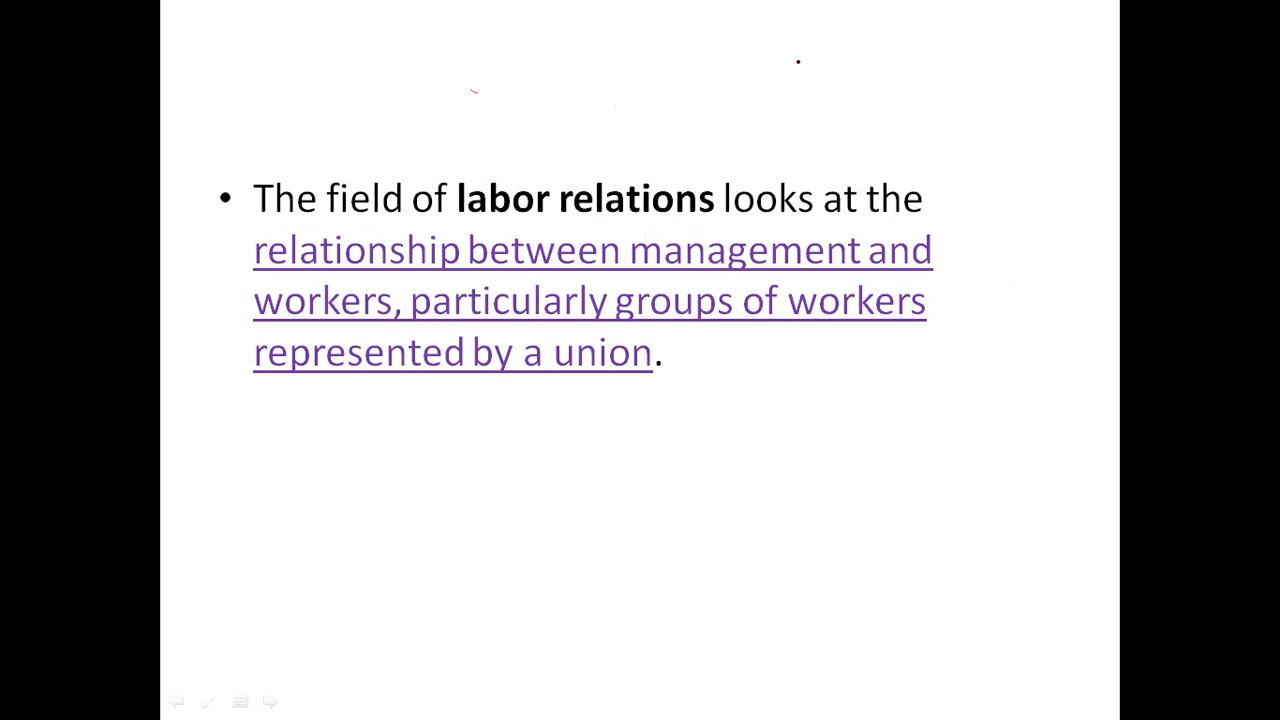 • The field of labor relations looks at the
relationship between management and
workers, particularly groups of workers
represented by a union.